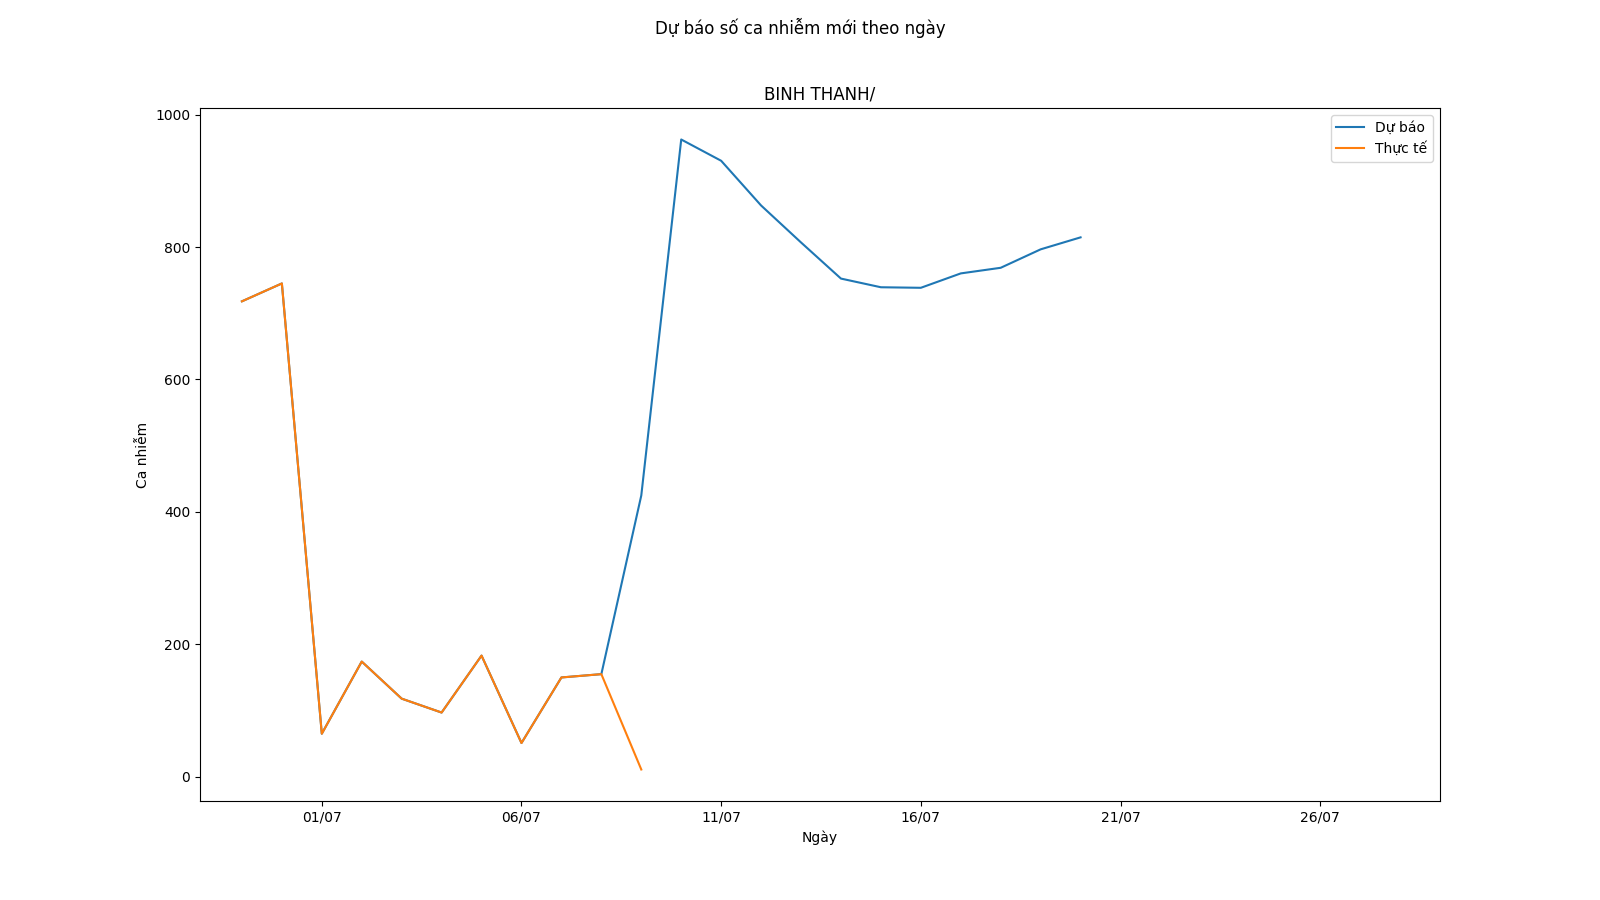 Dự báo số ca nhiễm mới theo ngày
BINH THANH/
Dự báo
Thực tế
1000
800
600
400
200
0
Ca nhiễm
01/07
06/07
11/07
16/07
21/07
26/07
Ngày